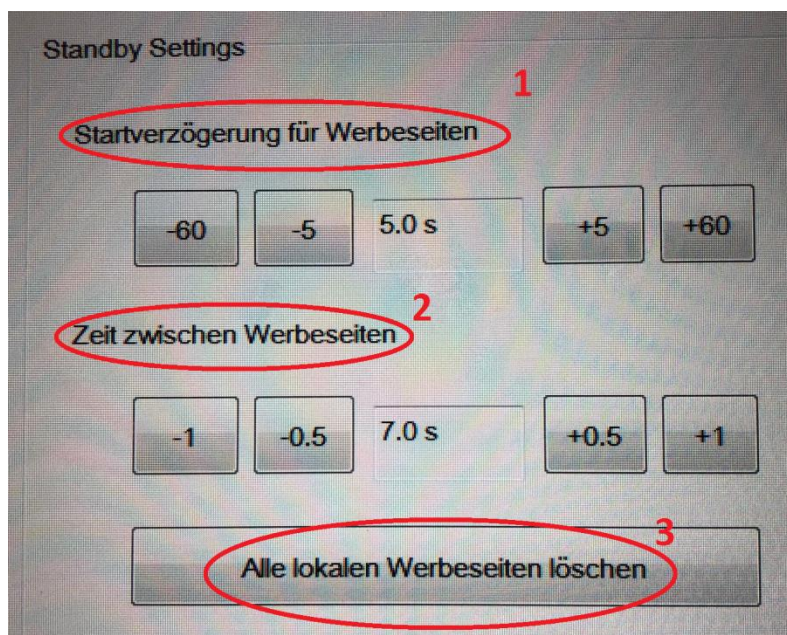 Standby Settings
1
Startverzögerung für Werbeseiten
-60 -5 5.0 s +5 +60
2
Zeit zwischen Werbeseiten
-1 -0.5 7.0 s +0.5 +1
3
Alle lokalen Werbeseiten löschen